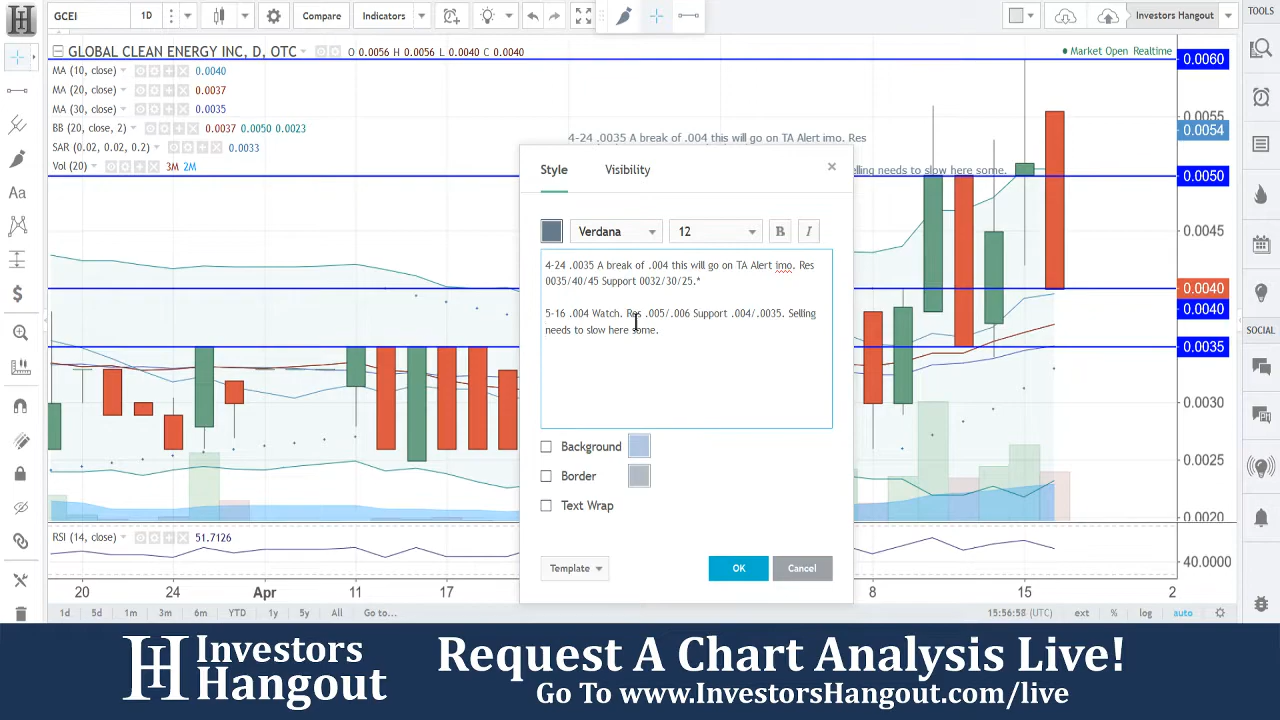 GCEI
1D
Compare
Indicators
Investors Hangout
TOOLS
GLOBAL CLEAN ENERGY INC, D, OTC
O 0.0056 H 0.0056 L 0.0040 C 0.0040
Market Open Realtime
0.0060
MA (10, close)
0.0040
MA (20, close)
0.0037
MA (30, close)
0.0035
BB (20, close, 2)
0.0037 0.0050 0.0023
SAR (0.02, 0.02, 0.2)
0.0033
Vol (20)
3M 2M
0.0055
0.0054
4-24 .0035 A break of .004 this will go on TA Alert imo. Res
elling needs to slow here some.
0.0050
0.0045
0.0040
0.0040
0.0035
0.0030
0.0025
0.0020
SOCIAL
Style
Visibility
×
Verdana
12
B
I
4-24 .0035 A break of .004 this will go on TA Alert imo. Res
0035/40/45 Support 0032/30/25.*
5-16 .004 Watch. Res .005/.006 Support .004/.0035. Selling
needs to slow here some.
Background
Border
Text Wrap
Template
OK
Cancel
RSI (14, close)
51.7126
40.0000
20
24
Apr
11
17
8
15
2
1d
5d
1m
3m
6m
YTD
1y
5y
All
Go to...
15:56:58 (UTC)
ext
%
log
auto
Aa
$
IH
Investors
Hangout
Request A Chart Analysis Live!
Go To www.InvestorsHangout.com/live